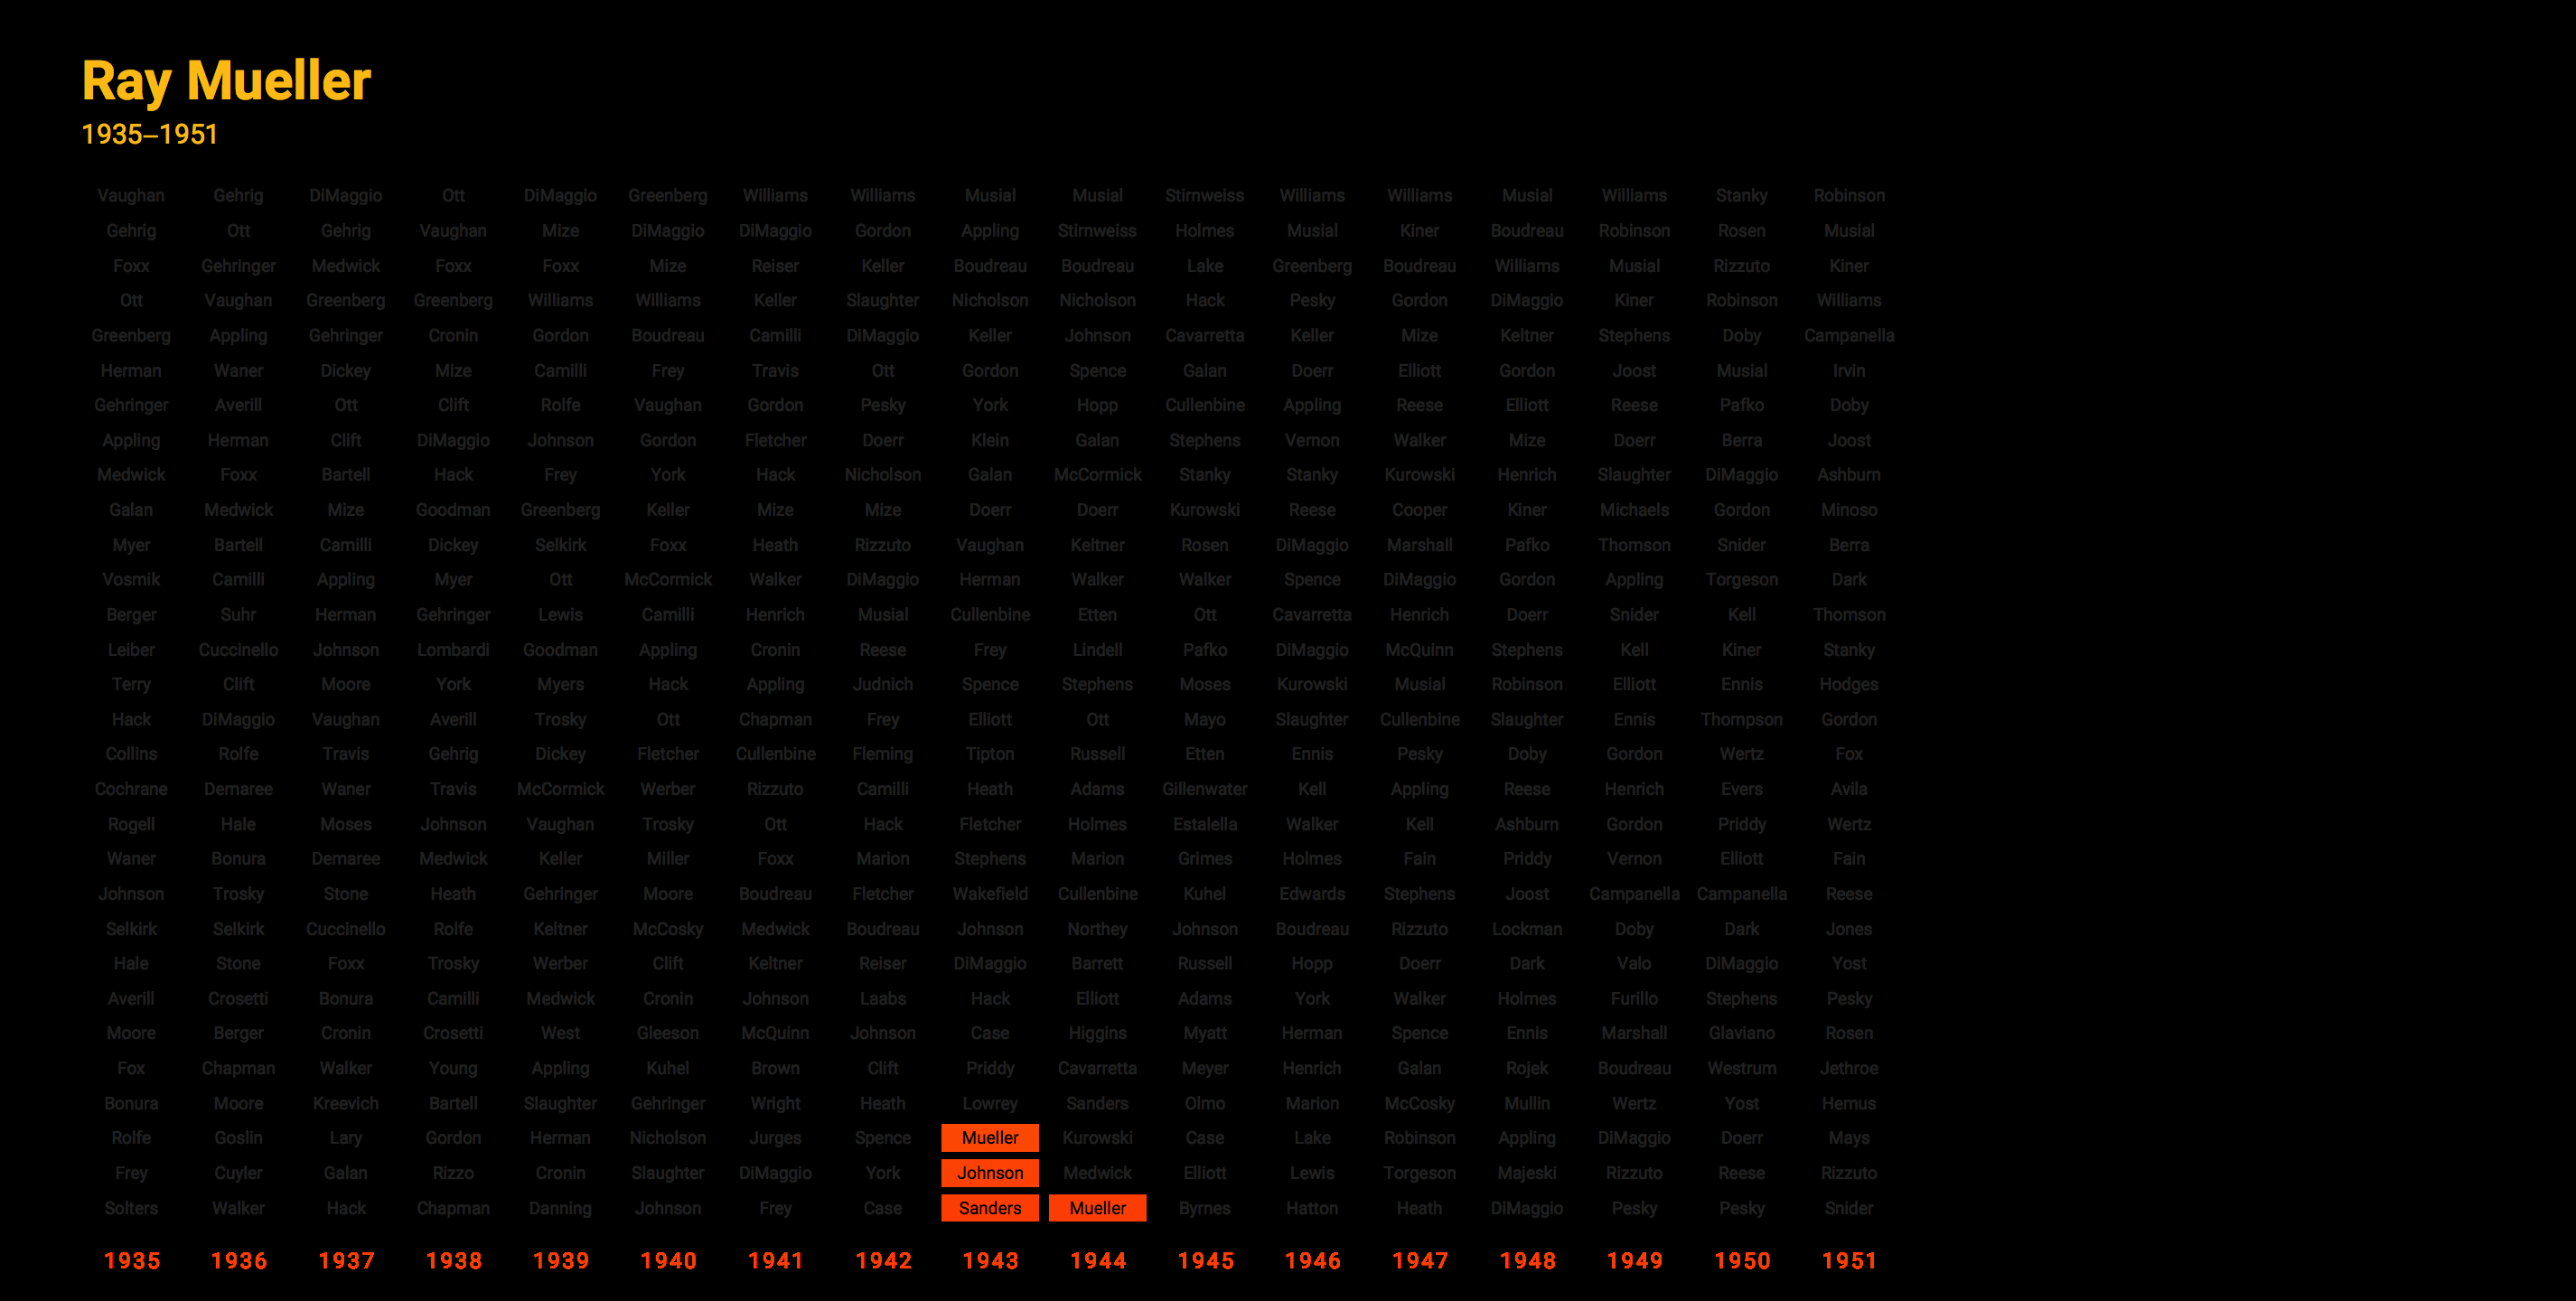 Ray Mueller
1935–1951
Vaughan Gehrig DiMaggio Ott DiMaggio Greenberg Williams Williams Musial Musial Stirnweiss Williams Williams Musial Williams Stanky Robinson
Gehrig Ott Gehrig Vaughan Mize DiMaggio DiMaggio Gordon Appling Stirnweiss Holmes Musial Kiner Boudreau Robinson Rosen Musial
Foxx Gehringer Medwick Foxx Foxx Mize Reiser Keller Boudreau Boudreau Lake Greenberg Boudreau Williams Musial Rizzuto Kiner
Ott Vaughan Greenberg Greenberg Williams Williams Keller Slaughter Nicholson Nicholson Hack Pesky Gordon DiMaggio Kiner Robinson Williams
Greenberg Appling Gehringer Cronin Gordon Boudreau Camilli DiMaggio Keller Johnson Cavarretta Keller Mize Keltner Stephens Doby Campanella
Herman Waner Dickey Mize Camilli Frey Travis Ott Gordon Spence Galan Doerr Elliott Gordon Joost Musial Irvin
Gehringer Averill Ott Clift Rolfe Vaughan Gordon Pesky York Hopp Cullenbine Appling Reese Elliott Reese Pafko Doby
Appling Herman Clift DiMaggio Johnson Gordon Fletcher Doerr Klein Galan Stephens Vernon Walker Mize Doerr Berra Joost
Medwick Foxx Bartell Hack Frey York Hack Nicholson Galan McCormick Stanky Stanky Kurowski Henrich Slaughter DiMaggio Ashburn
Galan Medwick Mize Goodman Greenberg Keller Mize Mize Doerr Doerr Kurowski Reese Cooper Kiner Michaels Gordon Minoso
Myer Bartell Camilli Dickey Selkirk Foxx Heath Rizzuto Vaughan Keltner Rosen DiMaggio Marshall Pafko Thomson Snider Berra
Vosmik Camilli Appling Myer Ott McCormick Walker DiMaggio Herman Walker Walker Spence DiMaggio Gordon Appling Torgeson Dark
Berger Suhr Herman Gehringer Lewis Camilli Henrich Musial Cullenbine Etten Ott Cavarretta Henrich Doerr Snider Kell Thomson
Leiber Cuccinello Johnson Lombardi Goodman Appling Cronin Reese Frey Lindell Pafko DiMaggio McQuinn Stephens Kell Kiner Stanky
Terry Clift Moore York Myers Hack Appling Judnich Spence Stephens Moses Kurowski Musial Robinson Elliott Ennis Hodges
Hack DiMaggio Vaughan Averill Trosky Ott Chapman Frey Elliott Ott Mayo Slaughter Cullenbine Slaughter Ennis Thompson Gordon
Collins Rolfe Travis Gehrig Dickey Fletcher Cullenbine Fleming Tipton Russell Etten Ennis Pesky Doby Gordon Wertz Fox
Cochrane Demaree Waner Travis McCormick Werber Rizzuto Camilli Heath Adams Gillenwater Kell Appling Reese Henrich Evers Avila
Rogell Hale Moses Johnson Vaughan Trosky Ott Hack Fletcher Holmes Estalella Walker Kell Ashburn Gordon Priddy Wertz
Waner Bonura Demaree Medwick Keller Miller Foxx Marion Stephens Marion Grimes Holmes Fain Priddy Vernon Elliott Fain
Johnson Trosky Stone Heath Gehringer Moore Boudreau Fletcher Wakefield Cullenbine Kuhel Edwards Stephens Joost Campanella Campanella Reese
Selkirk Selkirk Cuccinello Rolfe Keltner McCosky Medwick Boudreau Johnson Northey Johnson Boudreau Rizzuto Lockman Doby Dark Jones
Hale Stone Foxx Trosky Werber Clift Keltner Reiser DiMaggio Barrett Russell Hopp Doerr Dark Valo DiMaggio Yost
Averill Crosetti Bonura Camilli Medwick Cronin Johnson Laabs Hack Elliott Adams York Walker Holmes Furillo Stephens Pesky
Moore Berger Cronin Crosetti West Gleeson McQuinn Johnson Case Higgins Myatt Herman Spence Ennis Marshall Glaviano Rosen
Fox Chapman Walker Young Appling Kuhel Brown Clift Priddy Cavarretta Meyer Henrich Galan Rojek Boudreau Westrum Jethroe
Bonura Moore Kreevich Bartell Slaughter Gehringer Wright Heath Lowrey Sanders Olmo Marion McCosky Mullin Wertz Yost Hemus
Rolfe Goslin Lary Gordon Herman Nicholson Jurges Spence Mueller Kurowski Case Lake Robinson Appling DiMaggio Doerr Mays
Frey Cuyler Galan Rizzo Cronin Slaughter DiMaggio York Johnson Medwick Elliott Lewis Torgeson Majeski Rizzuto Reese Rizzuto
Solters Walker Hack Chapman Danning Johnson Frey Case Sanders Mueller Byrnes Hatton Heath DiMaggio Pesky Pesky Snider
1935 1936 1937 1938 1939 1940 1941 1942 1943 1944 1945 1946 1947 1948 1949 1950 1951